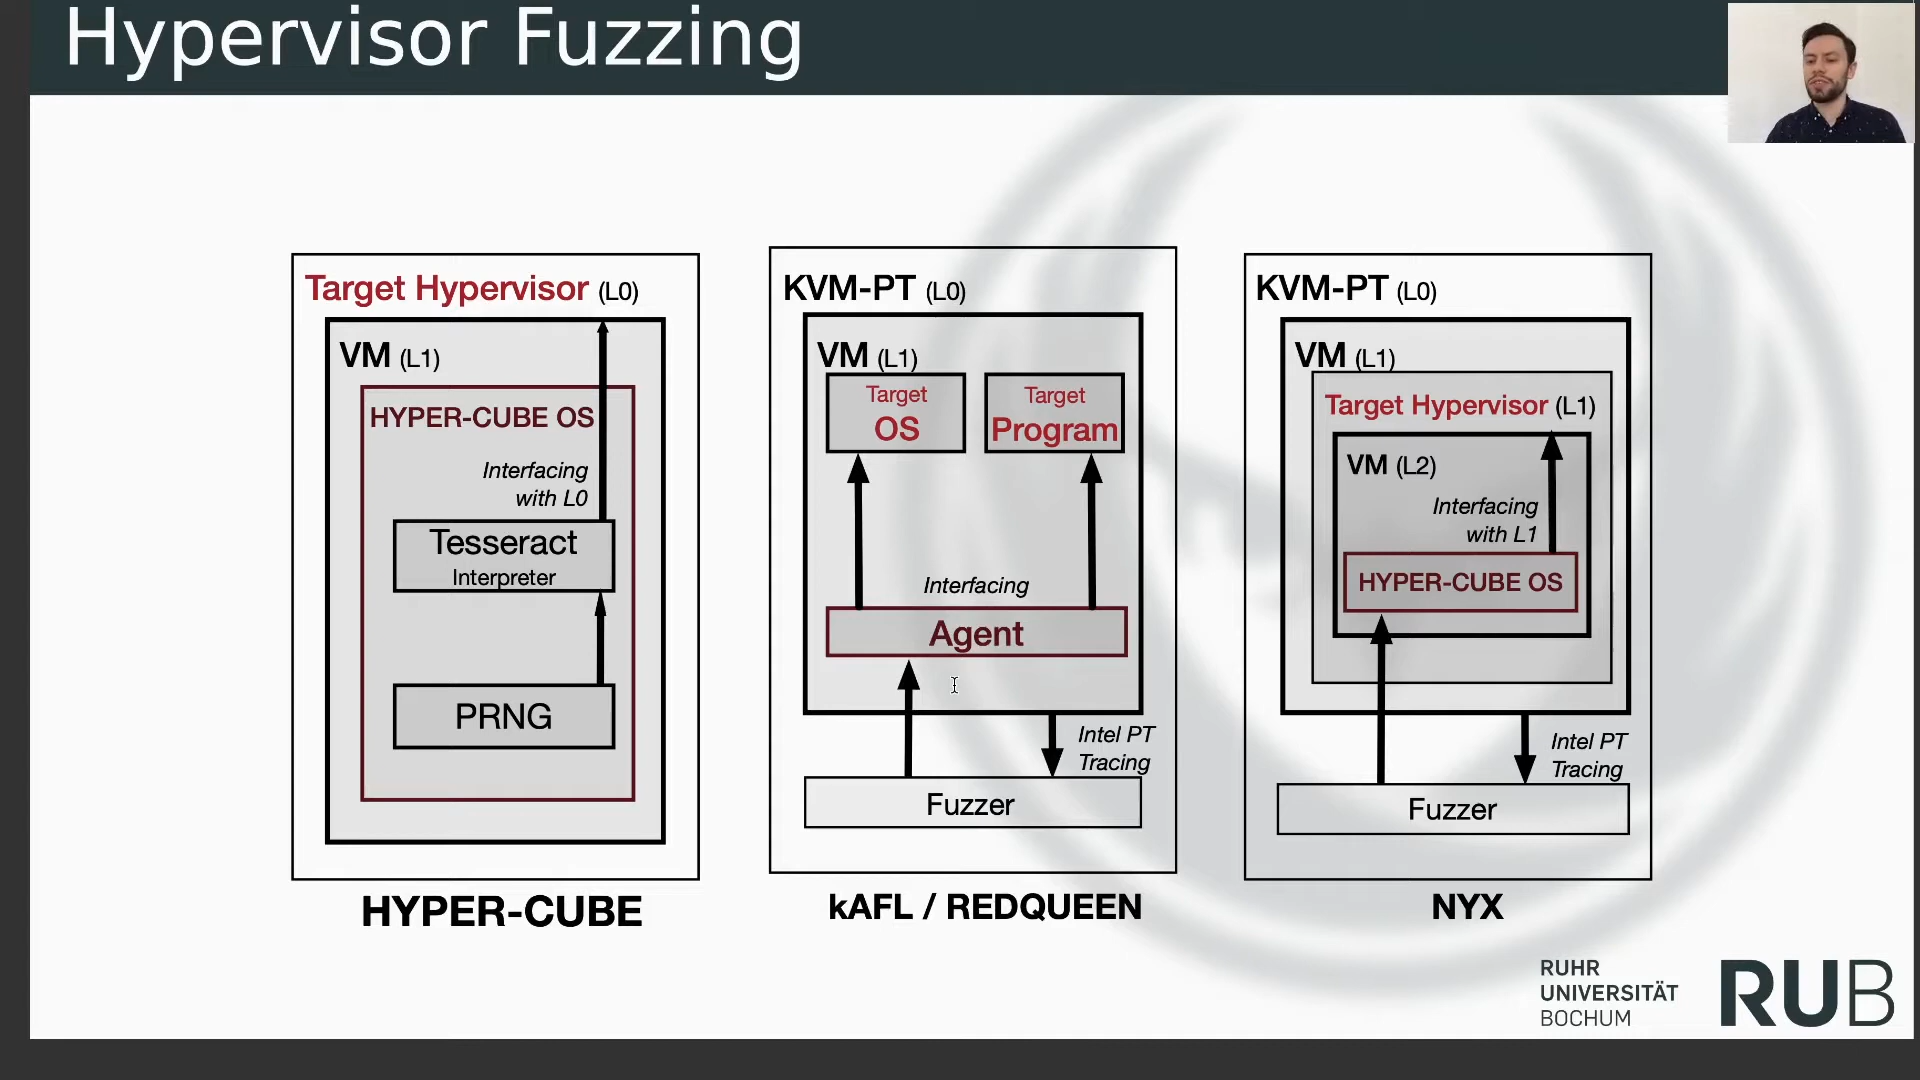 Hypervisor Fuzzing
Target Hypervisor (L0)
VM (L1)
HYPER-CUBE OS
Interfacing
with L0
Tesseract
Interpreter
PRNG
HYPER-CUBE
KVM-PT (L0)
VM (L1)
Target
OS
Target
Program
Interfacing
Agent
Intel PT
Tracing
Fuzzer
kAFL / REDQUEEN
KVM-PT (L0)
VM (L1)
Target Hypervisor (L1)
VM (L2)
Interfacing
with L1
HYPER-CUBE OS
Intel PT
Tracing
Fuzzer
NYX
RUHR
UNIVERSITÄT
BOCHUM
RUB